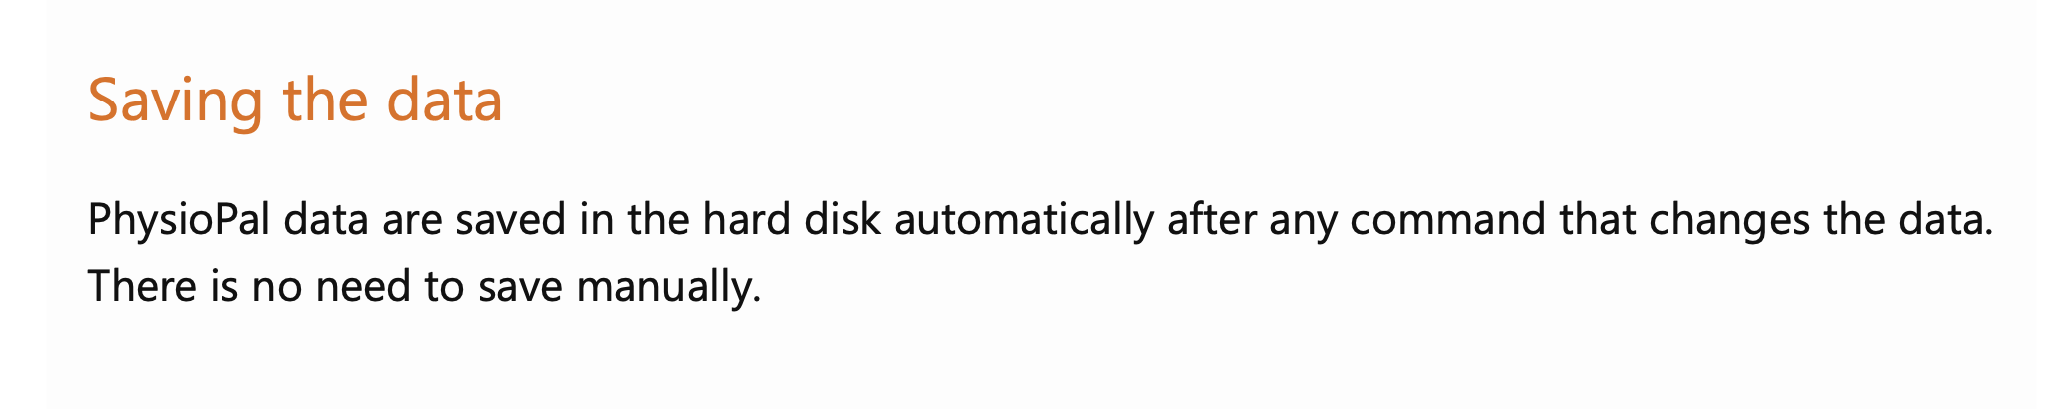 Saving the data
PhysioPal data are saved in the hard disk automatically after any command that changes the data.
There is no need to save manually.